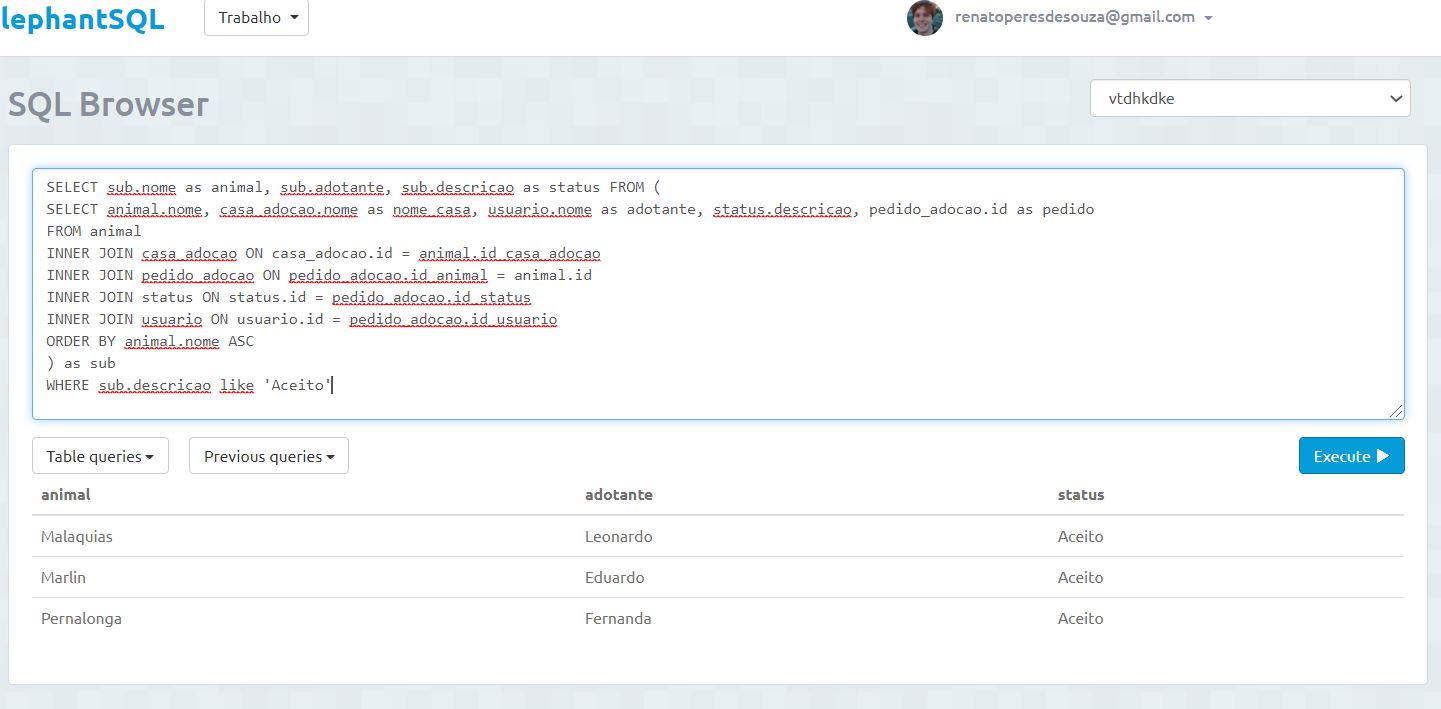 lephantSQL
Trabalho
renatoperesdesouza@gmail.com
SQL Browser
vtdhkdke
SELECT sub.nome as animal, sub.adotante, sub.descricao as status FROM (
SELECT animal.nome, casa_adocao.nome as nome_casa, usuario.nome as adotante, status.descricao, pedido_adocao.id as pedido
FROM animal
INNER JOIN casa_adocao ON casa_adocao.id = animal.id_casa_adocao
INNER JOIN pedido_adocao ON pedido_adocao.id_animal = animal.id
INNER JOIN status ON status.id = pedido_adocao.id_status
INNER JOIN usuario ON usuario.id = pedido_adocao.id_usuario
ORDER BY animal.nome ASC
) as sub
WHERE sub.descricao like 'Aceito'
Table queries Previous queries Execute
animal adotante status
Malaquias Leonardo Aceito
Marlin Eduardo Aceito
Pernalonga Fernanda Aceito